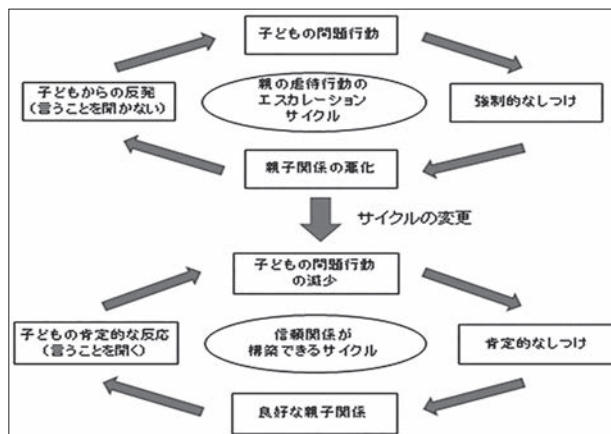 子どもの問題行動
子どもからの反発
(言うことを聞かない)
親の虐待行動の
エスカレーション
サイクル
強制的なしつけ
親子関係の悪化
サイクルの変更
子どもの問題行動
の減少
子どもの肯定的な反応
(言うことを聞く)
信頼関係が
構築できるサイクル
肯定的なしつけ
良好な親子関係